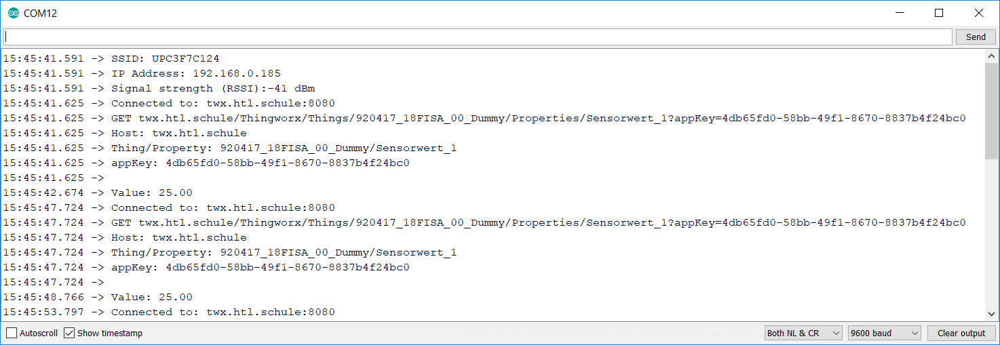 COM12
Send
15:45:41.591 -> SSID: UPC3F7C124
15:45:41.591 -> IP Address: 192.168.0.185
15:45:41.591 -> Signal strength (RSSI):-41 dBm
15:45:41.625 -> Connected to: twx.htl.schule:8080
15:45:41.625 -> GET twx.htl.schule/Thingworx/Things/920417_18FISA_00_Dummy/Properties/Sensorwert_1?appKey=4db65fd0-58bb-49f1-8670-8837b4f24bc0
15:45:41.625 -> Host: twx.htl.schule
15:45:41.625 -> Thing/Property: 920417_18FISA_00_Dummy/Sensorwert_1
15:45:41.625 -> appKey: 4db65fd0-58bb-49f1-8670-8837b4f24bc0
15:45:41.625 ->
15:45:42.674 -> Value: 25.00
15:45:47.724 -> Connected to: twx.htl.schule:8080
15:45:47.724 -> GET twx.htl.schule/Thingworx/Things/920417_18FISA_00_Dummy/Properties/Sensorwert_1?appKey=4db65fd0-58bb-49f1-8670-8837b4f24bc0
15:45:47.724 -> Host: twx.htl.schule
15:45:47.724 -> Thing/Property: 920417_18FISA_00_Dummy/Sensorwert_1
15:45:47.724 -> appKey: 4db65fd0-58bb-49f1-8670-8837b4f24bc0
15:45:47.724 ->
15:45:48.766 -> Value: 25.00
15:45:53.797 -> Connected to: twx.htl.schule:8080
Autoscroll Show timestamp Both NL & CR 9600 baud Clear output